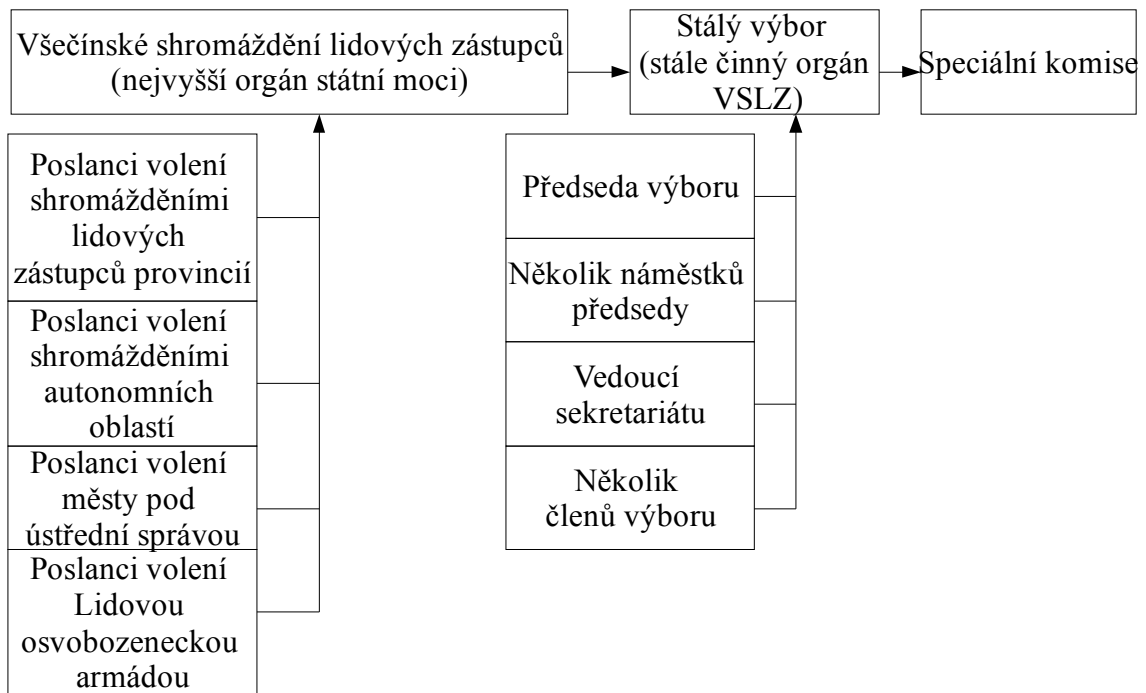 Všečínské shromáždění lidových zástupců
(nejvyšší orgán státní moci)
Stálý výbor
(stále činný orgán
VSLZ)
Speciální komise
Poslanci volení
shromážděními
lidových
zástupců provincií
Poslanci volení
shromážděními
autonomních
oblastí
Poslanci volení
městy pod
ústřední správou
Poslanci volení
Lidovou
osvobozeneckou
armádou
Předseda výboru
Několik náměstků
předsedy
Vedoucí
sekretariátu
Několik
členů výboru